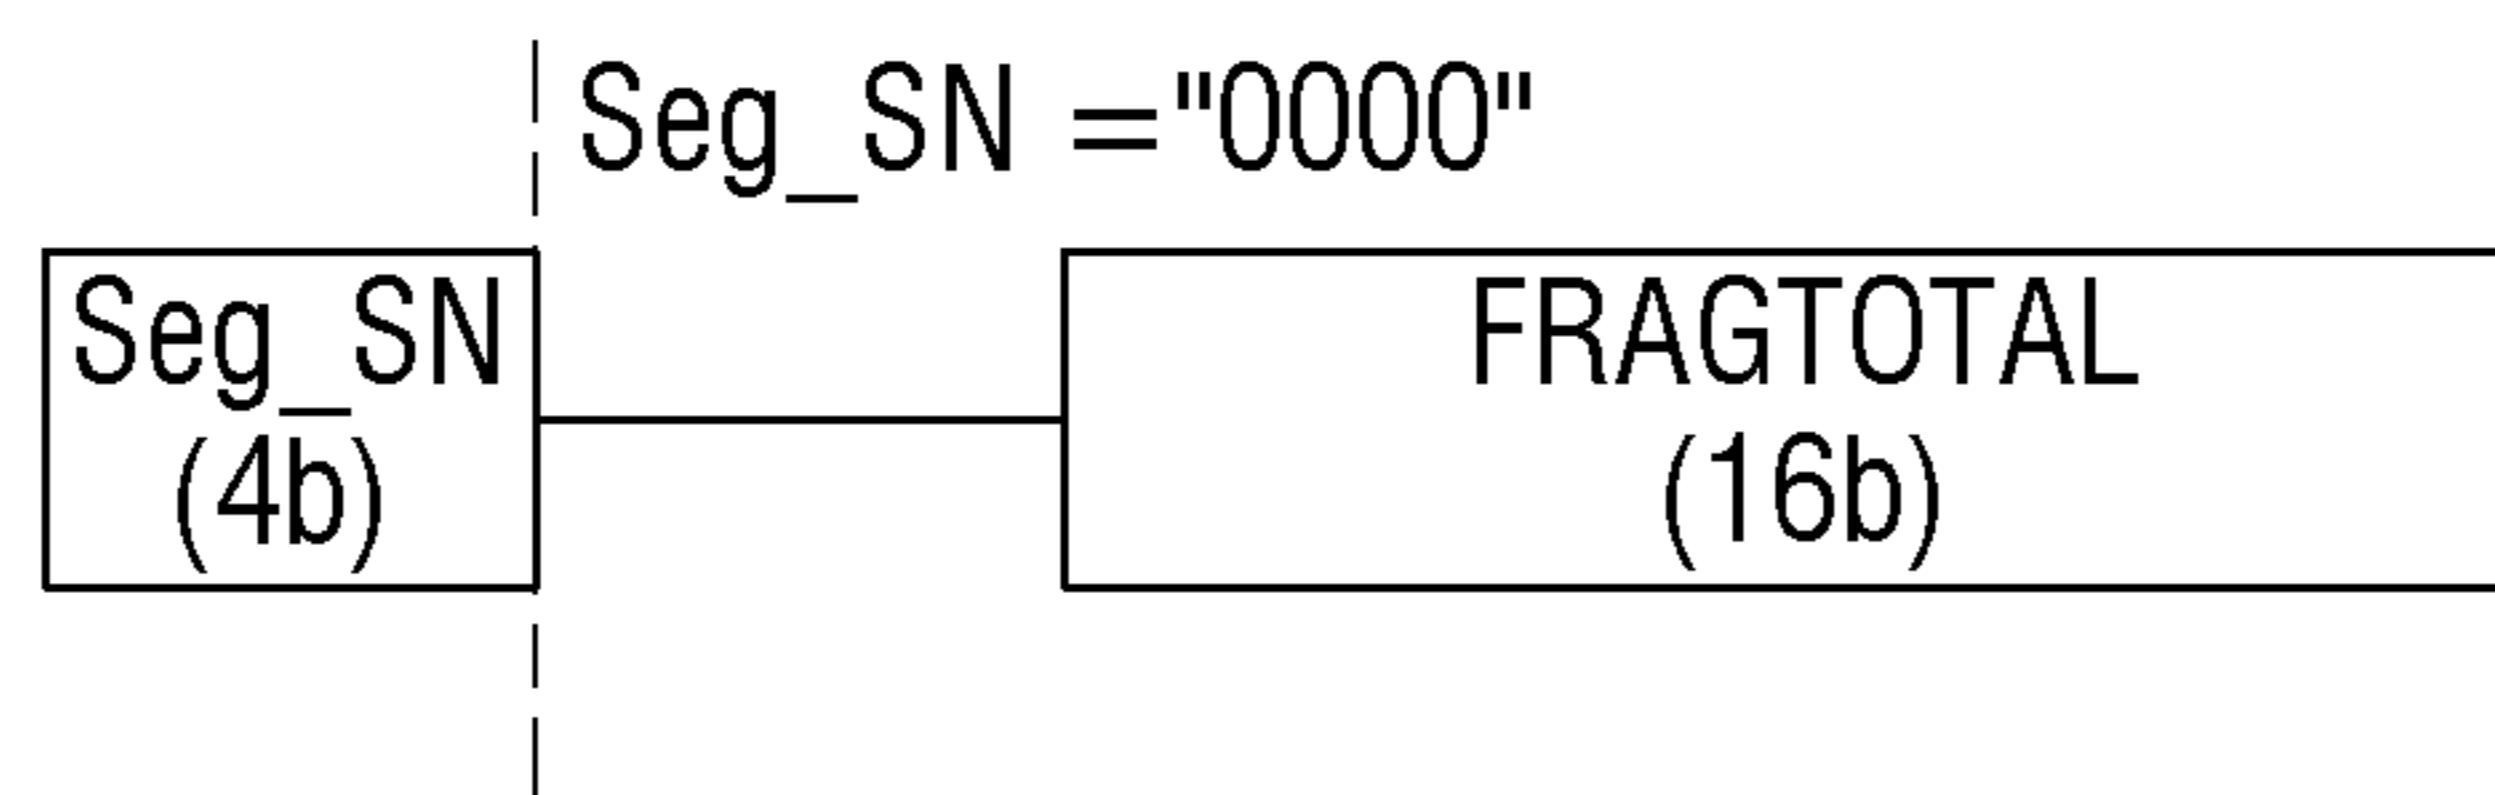 Seg_SN ="0000"
Seg_SN
(4b)
FRAGTOTAL
(16b)